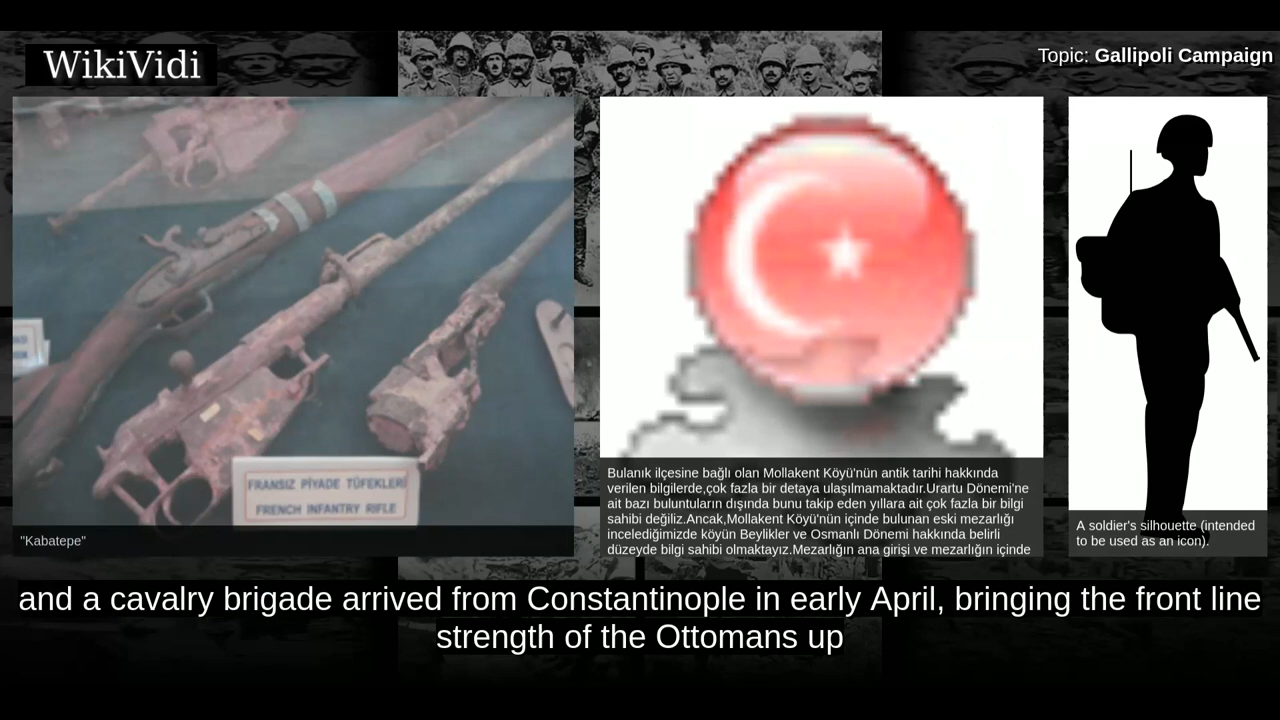 WikiVidi
Topic: Gallipoli Campaign
FRANSIZ PİYADE TÜFEKLERİ
FRENCH INFANTRY RIFLE
"Kabatepe"
Bulanık ilçesine bağlı olan Mollakent Köyü'nün antik tarihi hakkında
verilen bilgilerde,çok fazla bir detaya ulaşılmamaktadır.Urartu Dönemi'ne
ait bazı buluntuların dışında bunu takip eden yıllara ait çok fazla bir bilgi
sahibi değiliz.Ancak,Mollakent Köyü'nün içinde bulunan eski mezarlığı
incelediğimizde köyün Beylikler ve Osmanlı Dönemi hakkında belirli
düzeyde bilgi sahibi olmaktayız.Mezarlığın ana girişi ve mezarlığın içinde
A soldier's silhouette (intended
to be used as an icon).
and a cavalry brigade arrived from Constantinople in early April, bringing the front line
strength of the Ottomans up